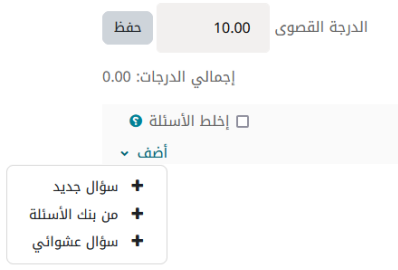 الدرجة القصوى 10.00 حفظ
إجمالي الدرجات: 0.00
إخلط الأسئلة ?
أضف
سؤال جديد
من بنك الأسئلة
سؤال عشوائي